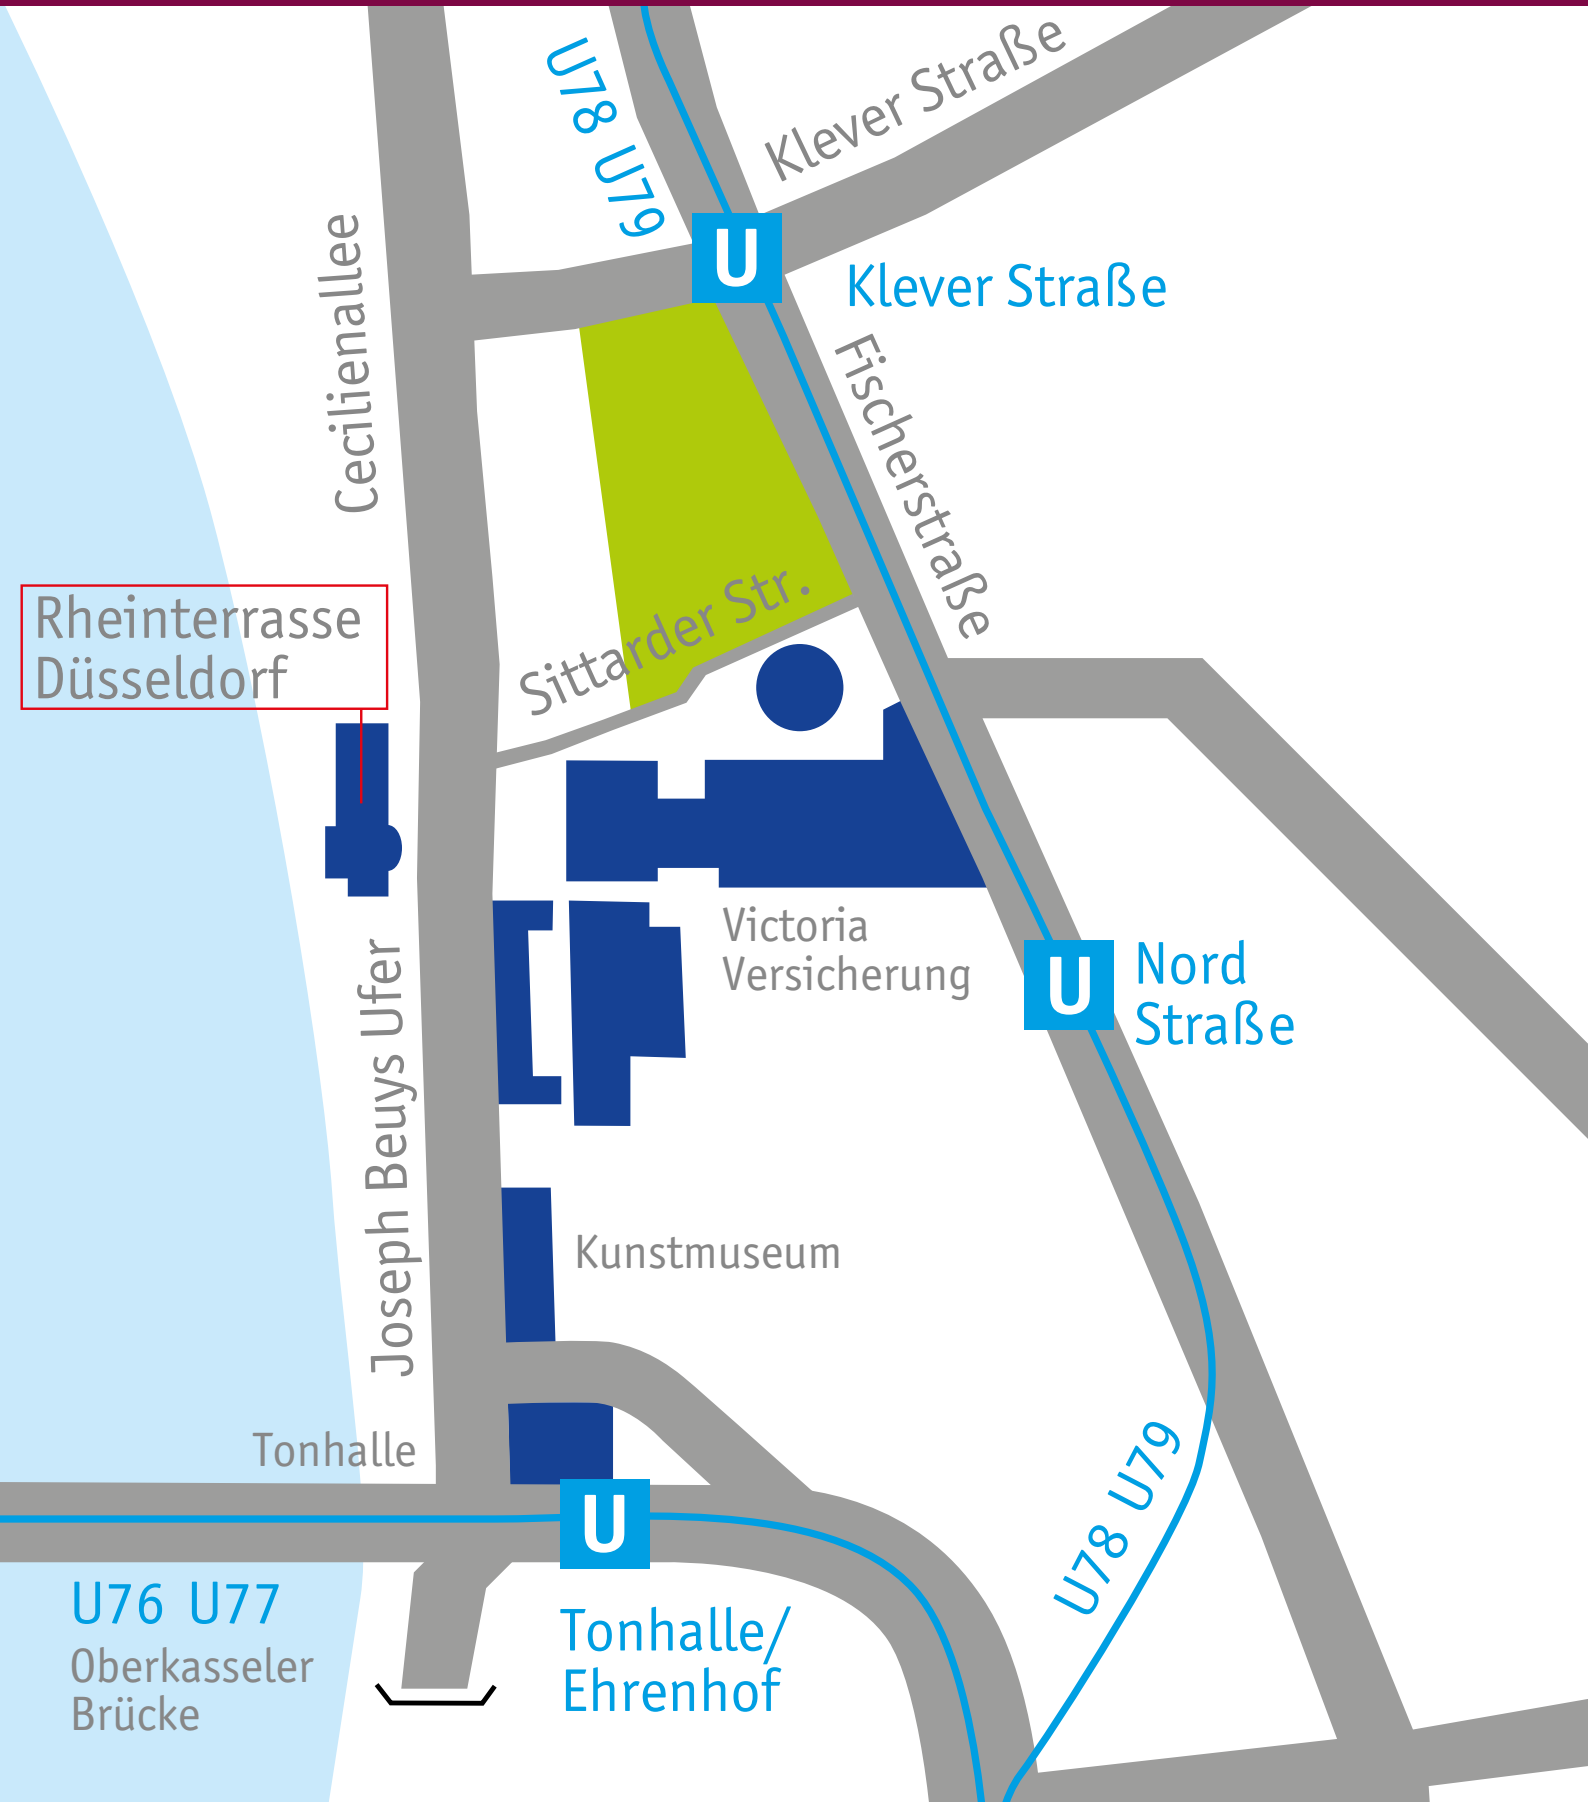 U78 U79
Klever Straße
U
Klever Straße
Cecilienallee
Fischerstraße
Rheinterrasse
Düsseldorf
Sittarder Str.
Victoria
Versicherung
U
Nord
Straße
Joseph Beuys Ufer
Kunstmuseum
Tonhalle
U78 U79
U
U76 U77
Oberkasseler
Brücke
Tonhalle/
Ehrenhof